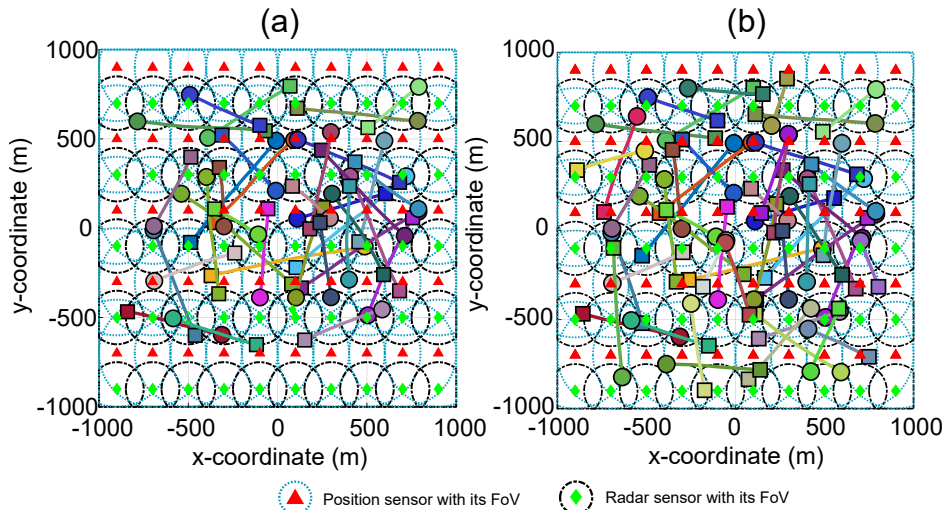 (a) (b)
1000 1000
500 500
0 0
-500 -500
-1000 -1000
y-coordinate (m) y-coordinate (m)
-1000 -500 0 500 1000 -1000 -500 0 500 1000
x-coordinate (m) x-coordinate (m)
Position sensor with its FoV Radar sensor with its FoV